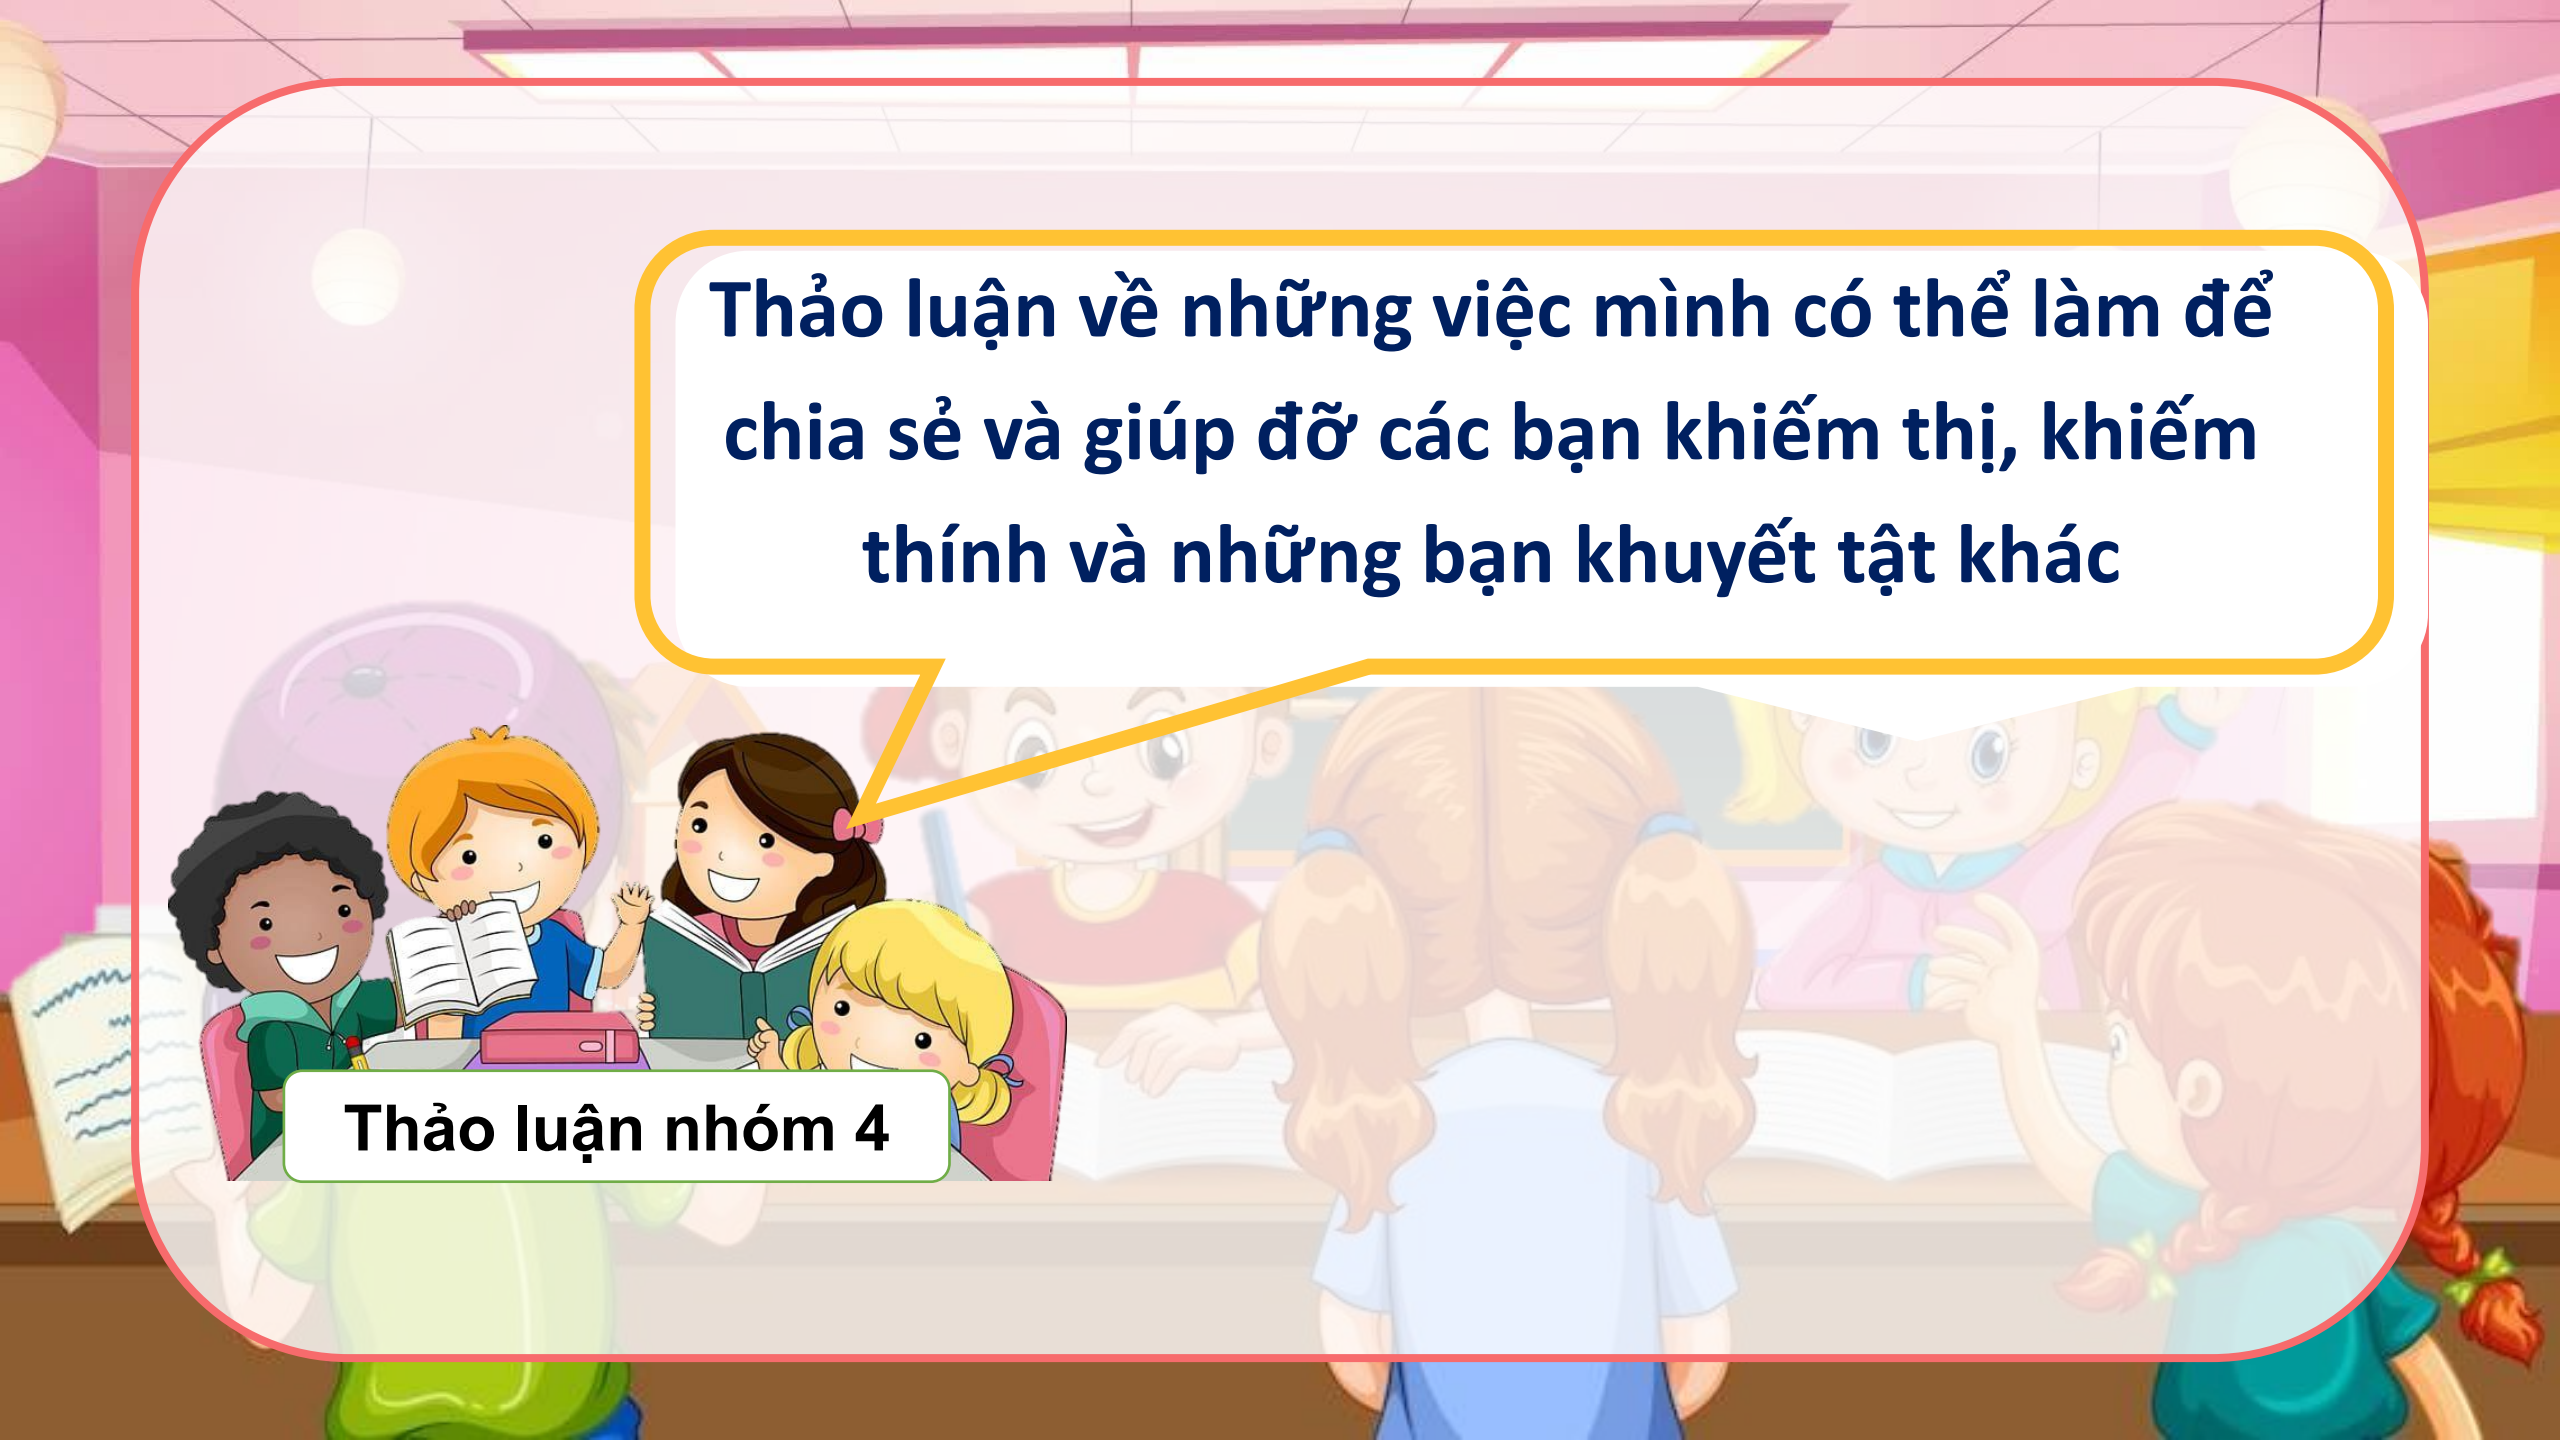 Thảo luận về những việc mình có thể làm để
chia sẻ và giúp đỡ các bạn khiếm thị, khiếm
thính và những bạn khuyết tật khác
Thảo luận nhóm 4